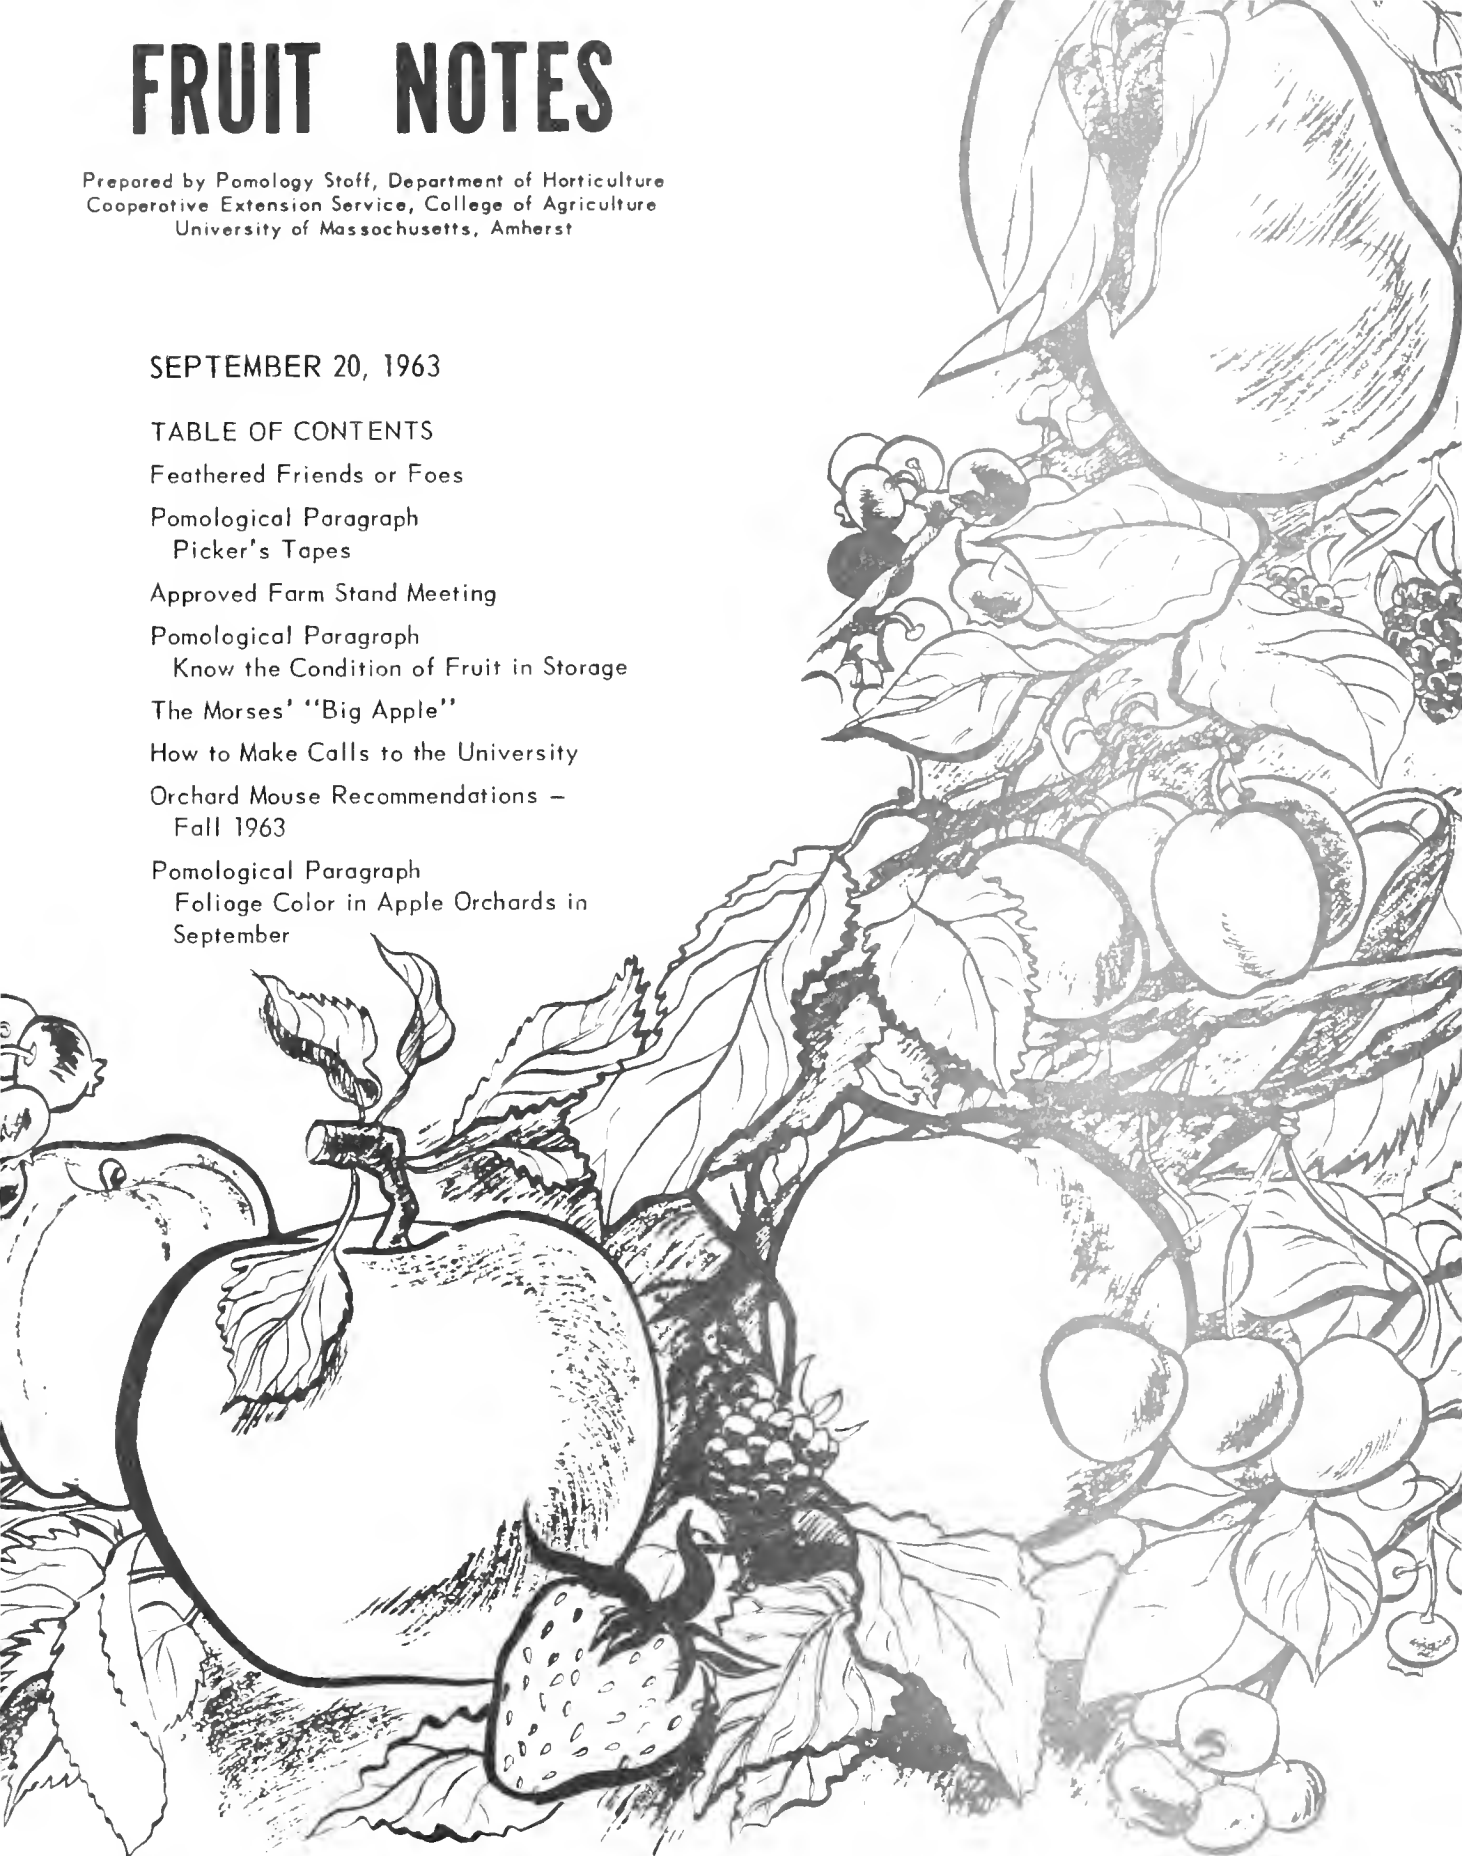 FRUIT NOTES
Prepared by Pomology Staff, Department of Horticulture
Cooperative Extension Service, College of Agriculture
University of Massachusetts, Amherst
SEPTEMBER 20, 1963
TABLE OF CONTENTS
Feathered Friends or Foes
Pomological Paragraph
Picker's Tapes
Approved Farm Stand Meeting
Pomological Paragraph
Know the Condition of Fruit in Storage
The Morses' "Big Apple"
How to Make Calls to the University
Orchard Mouse Recommendations –
Fall 1963
Pomological Paragraph
Foliage Color in Apple Orchards in
September